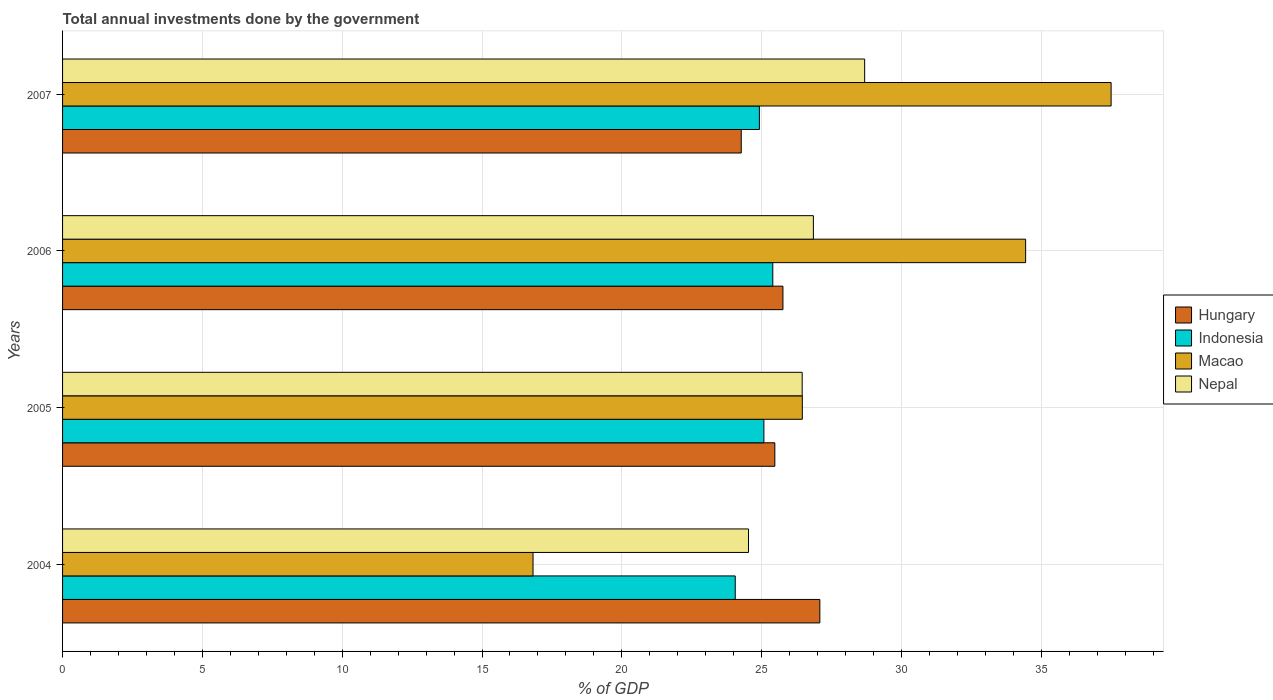 Total annual investments done by the government
2007
2006
2005
2004
Years
0
5
10
15
20
25
30
35
% of GDP
Hungary
Indonesia
Macao
Nepal